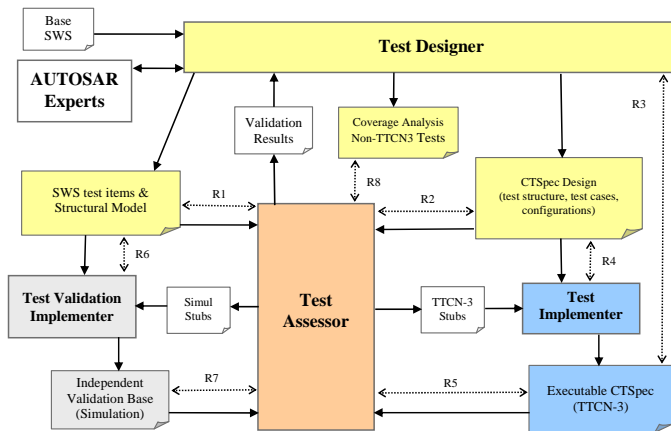 Base
SWS
Test Designer
AUTOSAR
Experts
R3
Validation
Results
Coverage Analysis
Non-TTCN3 Tests
SWS test items &
Structural Model
R1
R8
R2
CTSpec Design
(test structure, test cases,
configurations)
R6
R4
Test Validation
Implementer
Simul
Stubs
Test
Assessor
TTCN-3
Stubs
Test
Implementer
Independent
Validation Base
(Simulation)
R7
R5
Executable CTSpec
(TTCN-3)